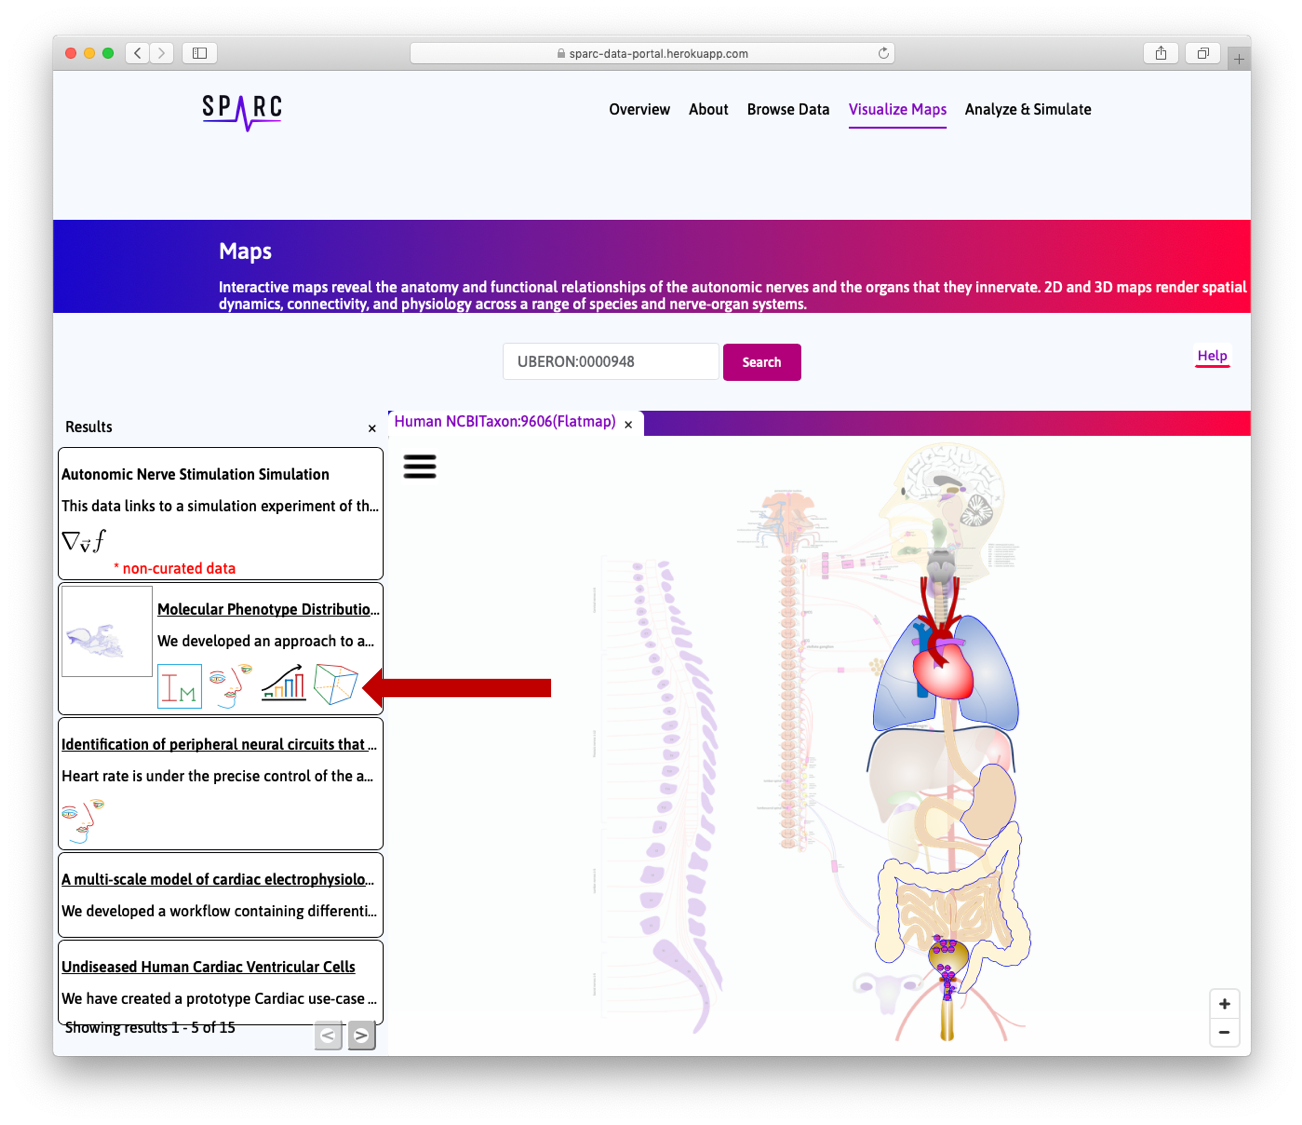 sparc-data-portal.herokuapp.com
SPARC
Overview About Browse Data Visualize Maps Analyze & Simulate
Maps
Interactive maps reveal the anatomy and functional relationships of the autonomic nerves and the organs that they innervate. 2D and 3D maps render spatial
dynamics, connectivity, and physiology across a range of species and nerve-organ systems.
UBERON:0000948 Search
Help
Results ×
Human NCBITaxon:9606(Flatmap) ×
Autonomic Nerve Stimulation Simulation
This data links to a simulation experiment of th...
∇v⃗ f
* non-curated data
Molecular Phenotype Distributio...
We developed an approach to a...
IM
Identification of peripheral neural circuits that ...
Heart rate is under the precise control of the a...
A multi-scale model of cardiac electrophysiolo...
We developed a workflow containing differenti...
Undiseased Human Cardiac Ventricular Cells
We have created a prototype Cardiac use-case ...
Showing results 1 - 5 of 15
< >
+
−